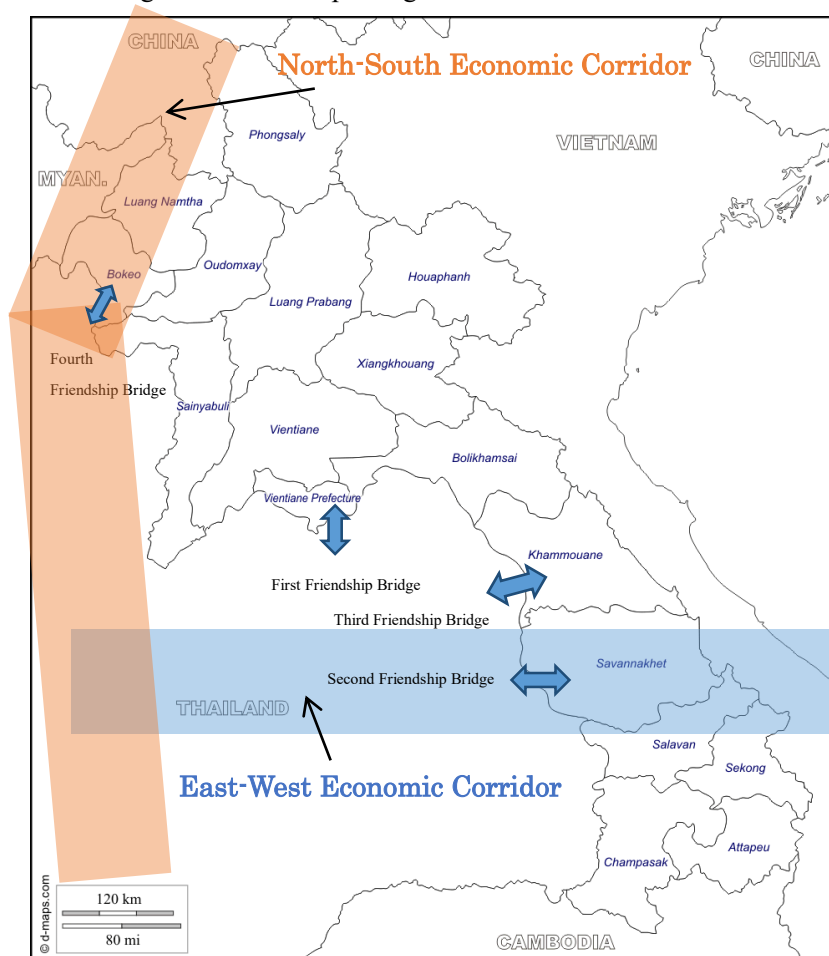 CHINA
North-South Economic Corridor
CHINA
Phongsaly
VIETNAM
MYAN.
Luang Namtha
Oudomxay
Bokeo
Houaphanh
Luang Prabang
Fourth
Friendship Bridge
Xiangkhouang
Sainyabuli
Vientiane
Bolikhamsai
Vientiane Prefecture
Khammouane
First Friendship Bridge
Third Friendship Bridge
Savannakhet
Second Friendship Bridge
THAILAND
Salavan
Sekong
East-West Economic Corridor
Attapeu
Champasak
120 km
80 mi
CAMBODIA
© d-maps.com